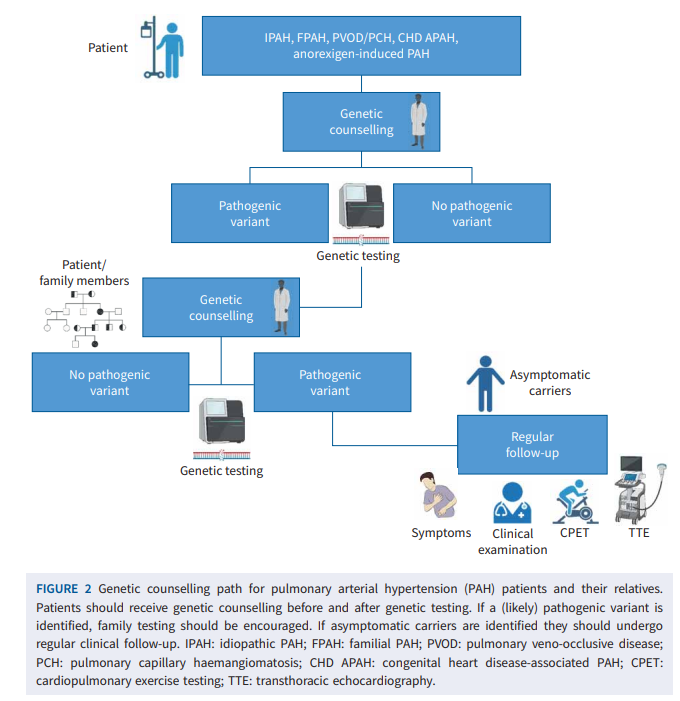 Patient
IPAH, FPAH, PVOD/PCH, CHD APAH,
anorexigen-induced PAH
Genetic
counselling
Pathogenic
variant
No pathogenic
variant
Genetic testing
Patient/
family members
Genetic
counselling
No pathogenic
variant
Pathogenic
variant
Genetic testing
Asymptomatic
carriers
Regular
follow-up
Symptoms
Clinical
examination
CPET
TTE
FIGURE 2 Genetic counselling path for pulmonary arterial hypertension (PAH) patients and their relatives.
Patients should receive genetic counselling before and after genetic testing. If a (likely) pathogenic variant is
identified, family testing should be encouraged. If asymptomatic carriers are identified they should undergo
regular clinical follow-up. IPAH: idiopathic PAH; FPAH: familial PAH; PVOD: pulmonary veno-occlusive disease;
PCH: pulmonary capillary haemangiomatosis; CHD APAH: congenital heart disease-associated PAH; CPET:
cardiopulmonary exercise testing; TTE: transthoracic echocardiography.